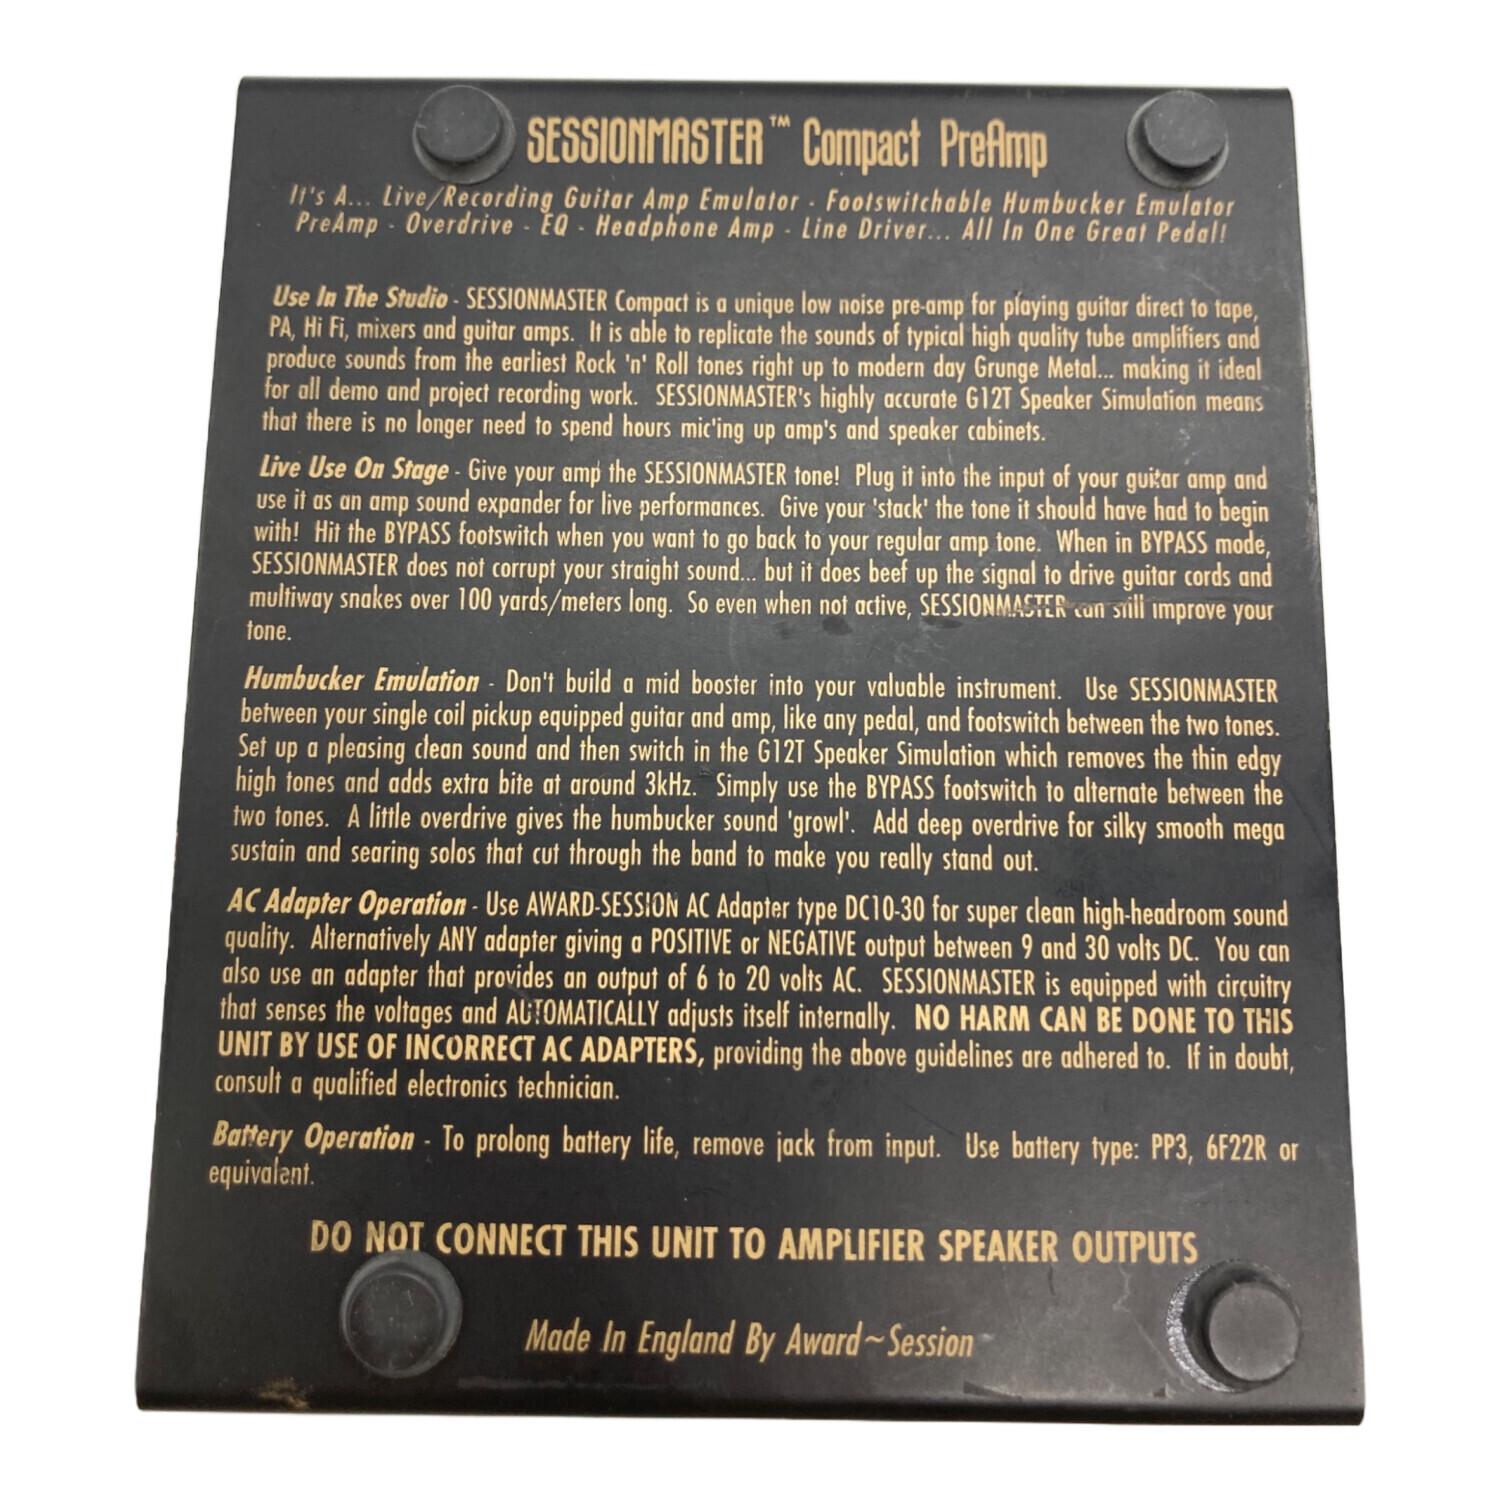 SESSIONMASTER™ Compact PreAmp
It's A... Live/Recording Guitar Amp Emulator - Footswitchable Humbucker Emulator
PreAmp - Overdrive - EQ - Headphone Amp - Line Driver... All In One Great Pedal!
Use In The Studio - SESSIONMASTER Compact is a unique low noise pre-amp for playing guitar direct to tape,
PA, Hi Fi, mixers and guitar amps. It is able to replicate the sounds of typical high quality tube amplifiers and
produce sounds from the earliest Rock 'n' Roll tones right up to modern day Grunge Metal... making it ideal
for all demo and project recording work. SESSIONMASTER's highly accurate G12T Speaker Simulation means
that there is no longer need to spend hours mic'ing up amp's and speaker cabinets.
Live Use On Stage - Give your amp the SESSIONMASTER tone! Plug it into the input of your guitar amp and
use it as an amp sound expander for live performances. Give your 'stack' the tone it should have had to begin
with! Hit the BYPASS footswitch when you want to go back to your regular amp tone. When in BYPASS mode,
SESSIONMASTER does not corrupt your straight sound... but it does beef up the signal to drive guitar cords and
multiway snakes over 100 yards/meters long. So even when not active, SESSIONMASTER can still improve your
tone.
Humbucker Emulation - Don't build a mid booster into your valuable instrument. Use SESSIONMASTER
between your single coil pickup equipped guitar and amp, like any pedal, and footswitch between the two tones.
Set up a pleasing clean sound and then switch in the G12T Speaker Simulation which removes the thin edgy
high tones and adds extra bite at around 3kHz. Simply use the BYPASS footswitch to alternate between the
two tones. A little overdrive gives the humbucker sound 'growl'. Add deep overdrive for silky smooth mega
sustain and searing solos that cut through the band to make you really stand out.
AC Adapter Operation - Use AWARD-SESSION AC Adapter type DC10-30 for super clean high-headroom sound
quality. Alternatively ANY adapter giving a POSITIVE or NEGATIVE output between 9 and 30 volts DC. You can
also use an adapter that provides an output of 6 to 20 volts AC. SESSIONMASTER is equipped with circuitry
that senses the voltages and AUTOMATICALLY adjusts itself internally. NO HARM CAN BE DONE TO THIS
UNIT BY USE OF INCORRECT AC ADAPTERS, providing the above guidelines are adhered to. If in doubt,
consult a qualified electronics technician.
Battery Operation - To prolong battery life, remove jack from input. Use battery type: PP3, 6F22R or
equivalent.
DO NOT CONNECT THIS UNIT TO AMPLIFIER SPEAKER OUTPUTS
Made In England By Award~Session